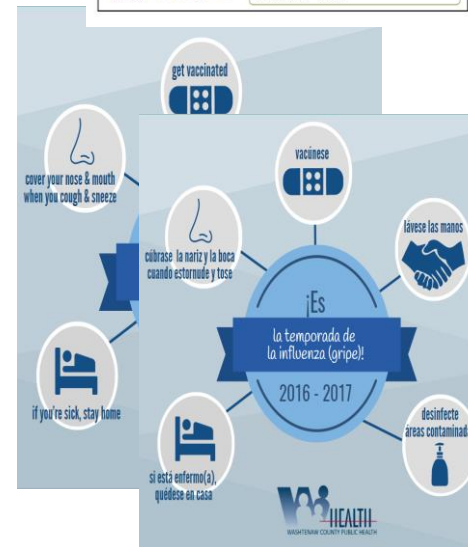 get vaccinated
cover your nose & mouth
when you cough & sneeze
if you're sick, stay home
vacúnese
cúbrase la nariz y la boca
cuando estornude y tose
lávese las manos
¡Es
la temporada de
la influenza (gripe)!
2016 - 2017
si está enfermo(a),
quédese en casa
desinfecte
áreas contaminad
HEALTH
WASHTENAW COUNTY PUBLIC HEALTH